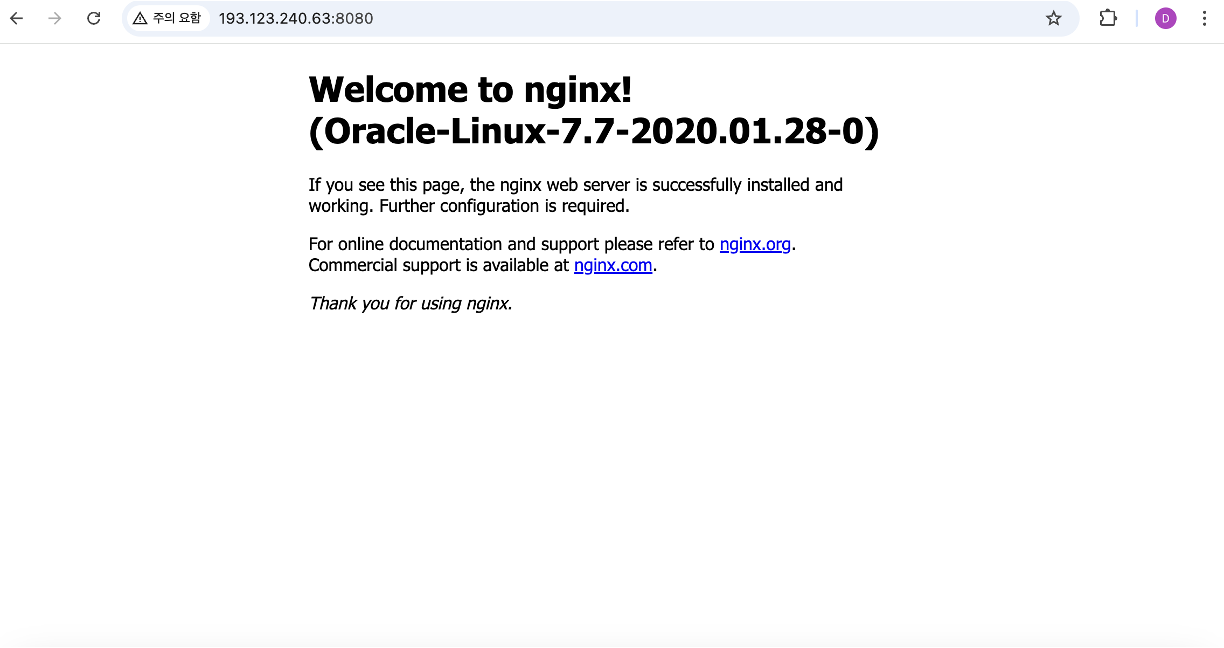 주의 요함 193.123.240.63:8080 D
Welcome to nginx!
(Oracle-Linux-7.7-2020.01.28-0)
If you see this page, the nginx web server is successfully installed and
working. Further configuration is required.
For online documentation and support please refer to nginx.org.
Commercial support is available at nginx.com.
Thank you for using nginx.